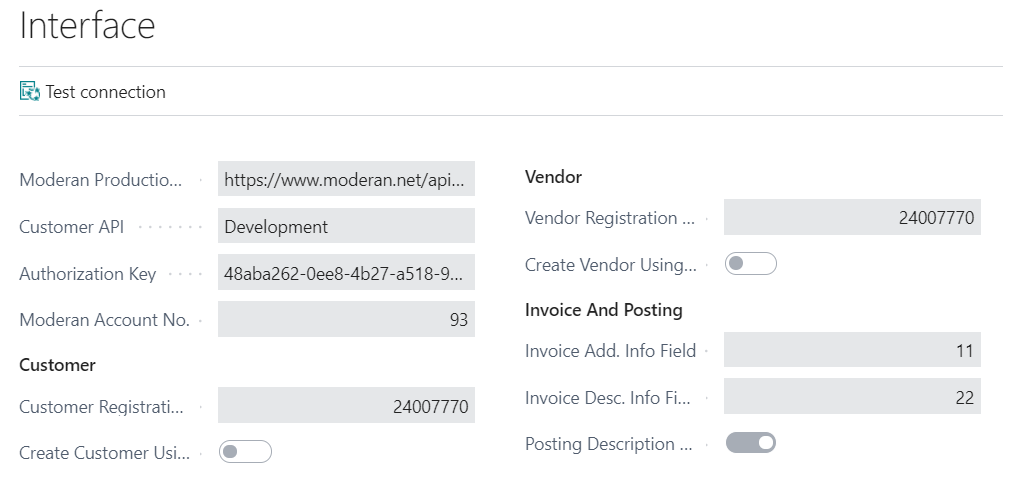 Interface
Test connection
Moderan Productio... https://www.moderan.net/api...
Customer API Development
Authorization Key 48aba262-0ee8-4b27-a518-9...
Moderan Account No. 93
Customer
Customer Registrati... 24007770
Create Customer Usi...
Vendor
Vendor Registration ... 24007770
Create Vendor Using...
Invoice And Posting
Invoice Add. Info Field 11
Invoice Desc. Info Fi... 22
Posting Description ...